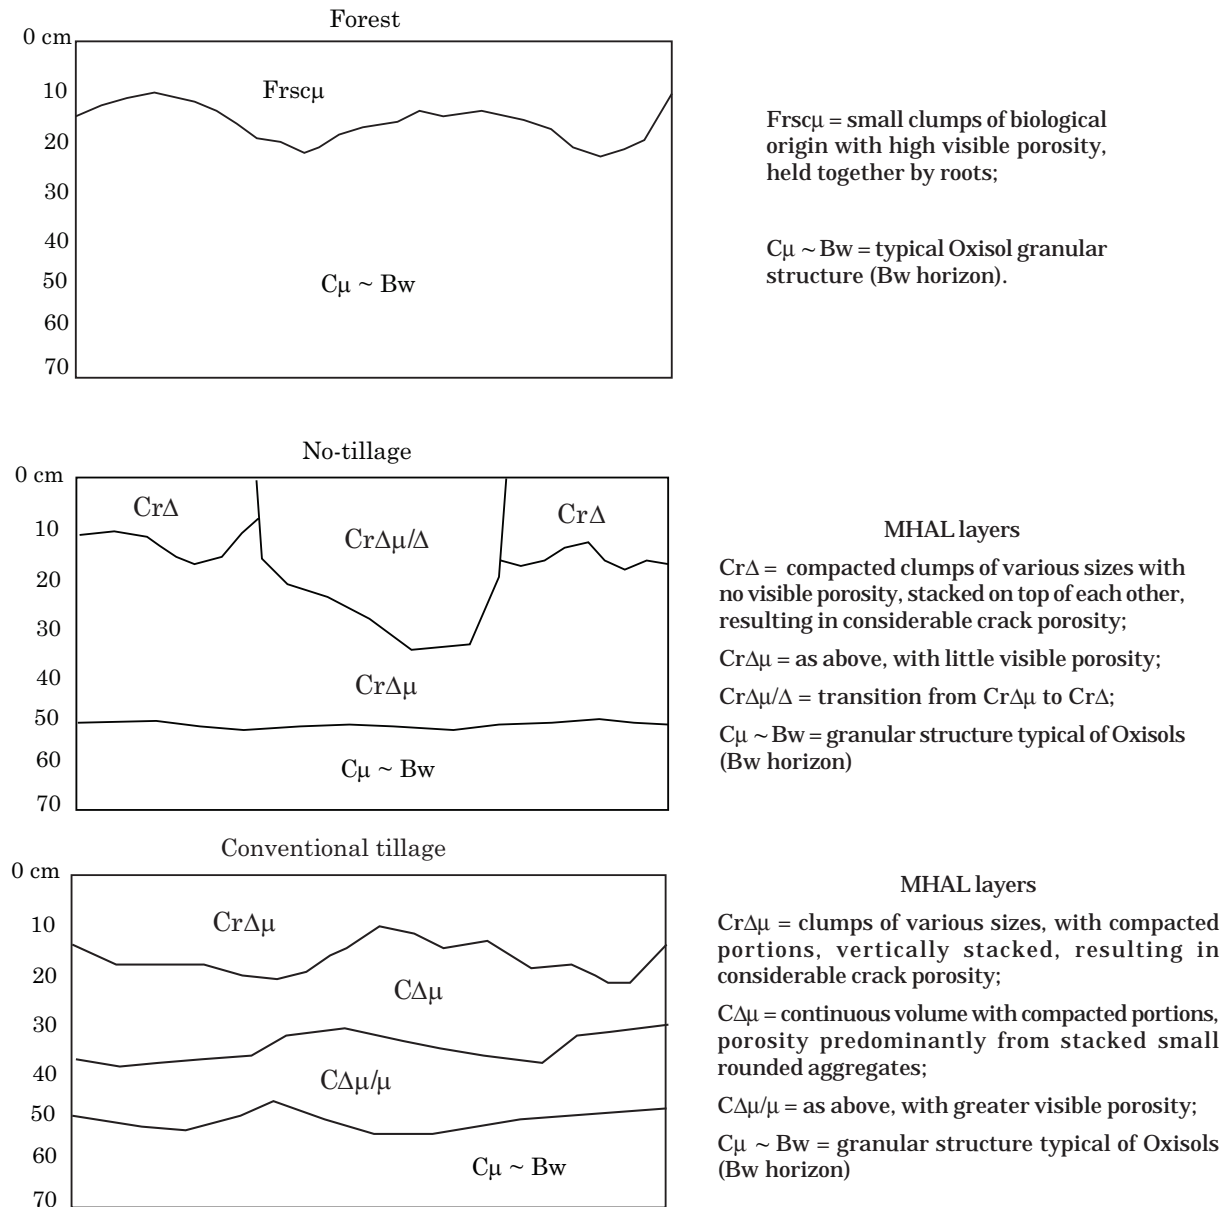 Forest
0 cm
10
20
30
40
50
60
70
Frscμ
Cμ ~ Bw
Frscμ = small clumps of biological
origin with high visible porosity,
held together by roots;
Cμ ~ Bw = typical Oxisol granular
structure (Bw horizon).
No-tillage
0 cm
10
20
30
40
50
60
70
CrΔ
CrΔμ/Δ
CrΔ
CrΔμ
Cμ ~ Bw
MHAL layers
CrΔ = compacted clumps of various sizes with
no visible porosity, stacked on top of each other,
resulting in considerable crack porosity;
CrΔμ = as above, with little visible porosity;
CrΔμ/Δ = transition from CrΔμ to CrΔ;
Cμ ~ Bw = granular structure typical of Oxisols
(Bw horizon)
Conventional tillage
0 cm
10
20
30
40
50
60
70
CrΔμ
CΔμ
CΔμ/μ
Cμ ~ Bw
MHAL layers
CrΔμ = clumps of various sizes, with compacted
portions, vertically stacked, resulting in
considerable crack porosity;
CΔμ = continuous volume with compacted portions,
porosity predominantly from stacked small
rounded aggregates;
CΔμ/μ = as above, with greater visible porosity;
Cμ ~ Bw = granular structure typical of Oxisols
(Bw horizon)